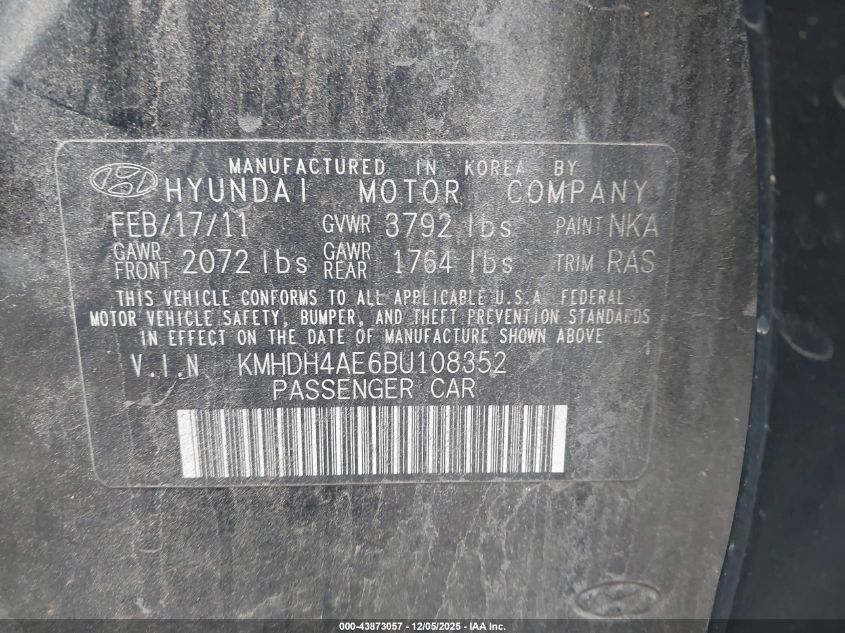 MANUFACTURED IN KOREA BY
HYUNDAI MOTOR COMPANY
FEB/17/11 GVWR 3792 lbs PAINT NKA
GAWR FRONT 2072 lbs GAWR REAR 1764 lbs TRIM RAS
THIS VEHICLE CONFORMS TO ALL APPLICABLE U.S.A. FEDERAL
MOTOR VEHICLE SAFETY, BUMPER, AND THEFT PREVENTION STANDARDS
IN EFFECT ON THE DATE OF MANUFACTURE SHOWN ABOVE
V.I.N KMHDH4AE6BU108352
PASSENGER CAR
000-43873057 - 12/05/2025 - IAA Inc.